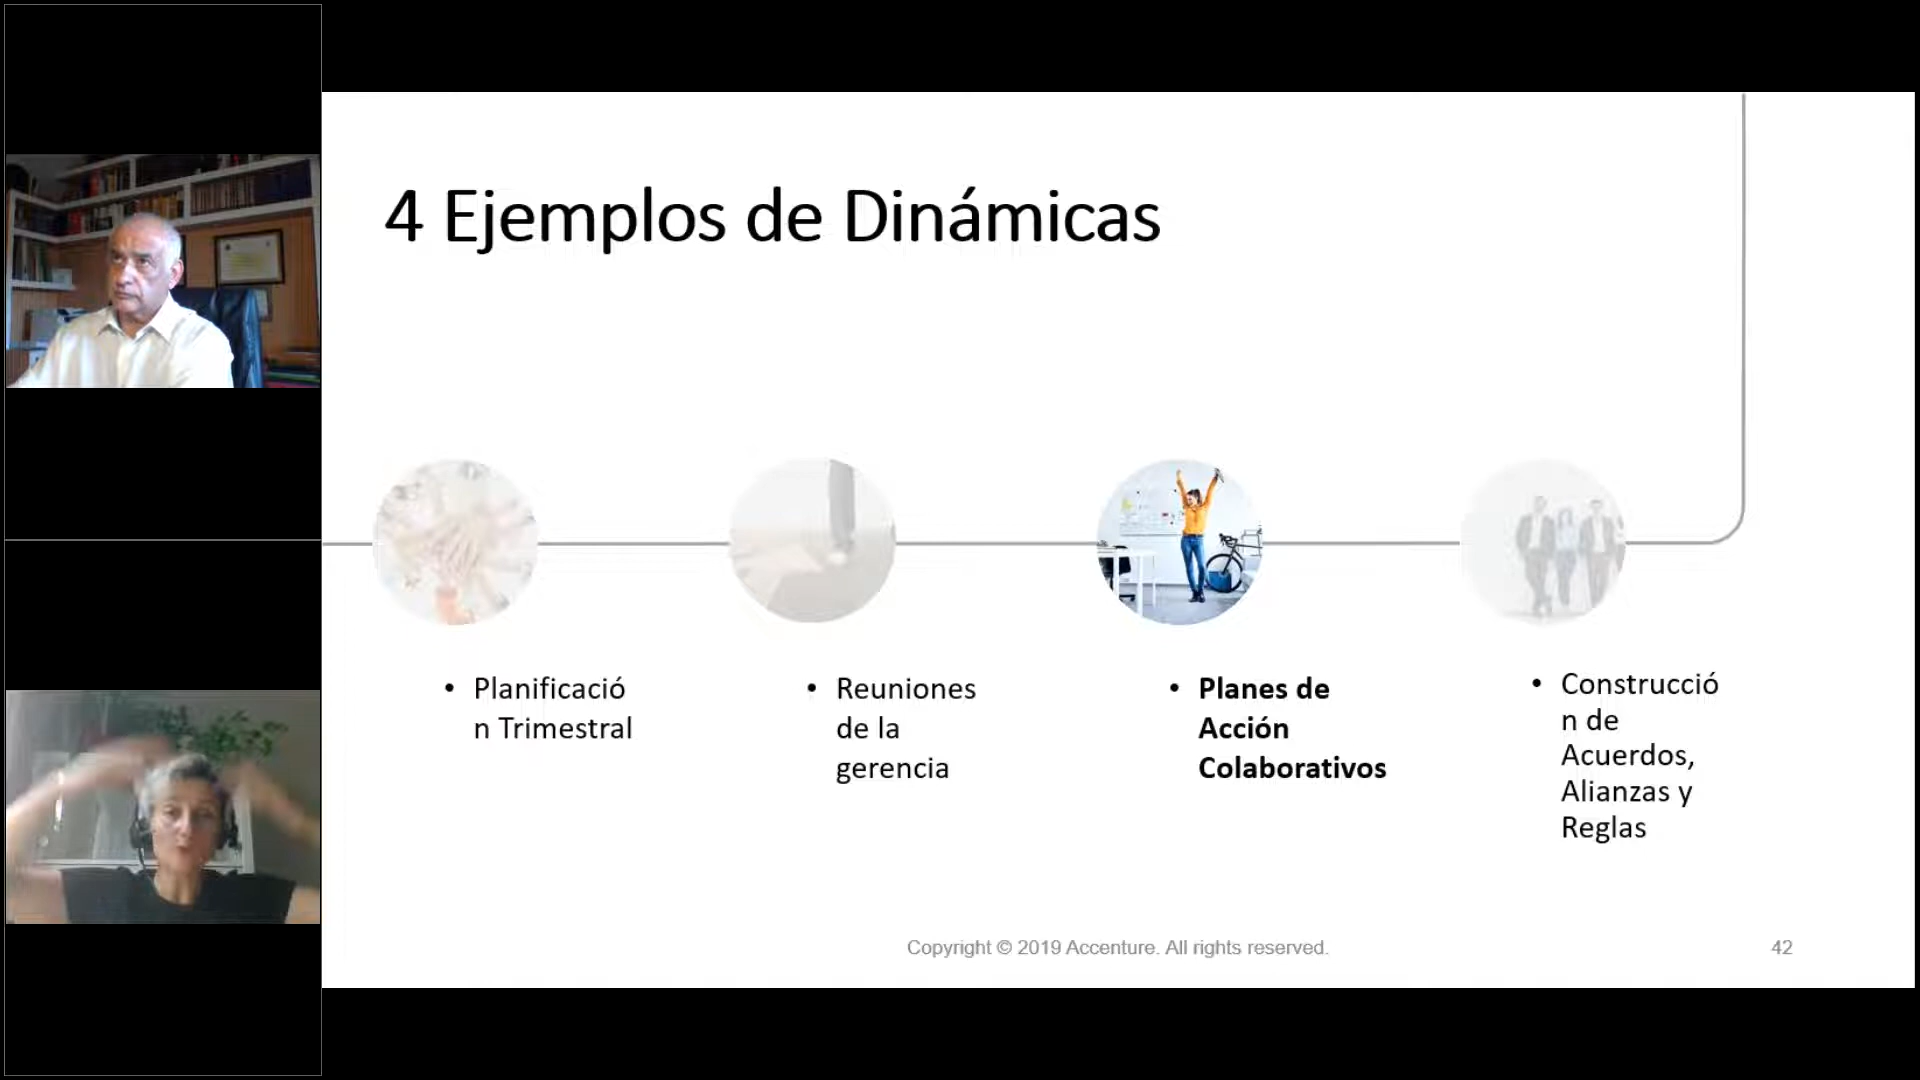 4 Ejemplos de Dinámicas
• Planificació
n Trimestral
• Reuniones
de la
gerencia
• Planes de
Acción
Colaborativos
• Construcció
n de
Acuerdos,
Alianzas y
Reglas
Copyright © 2019 Accenture. All rights reserved.
42